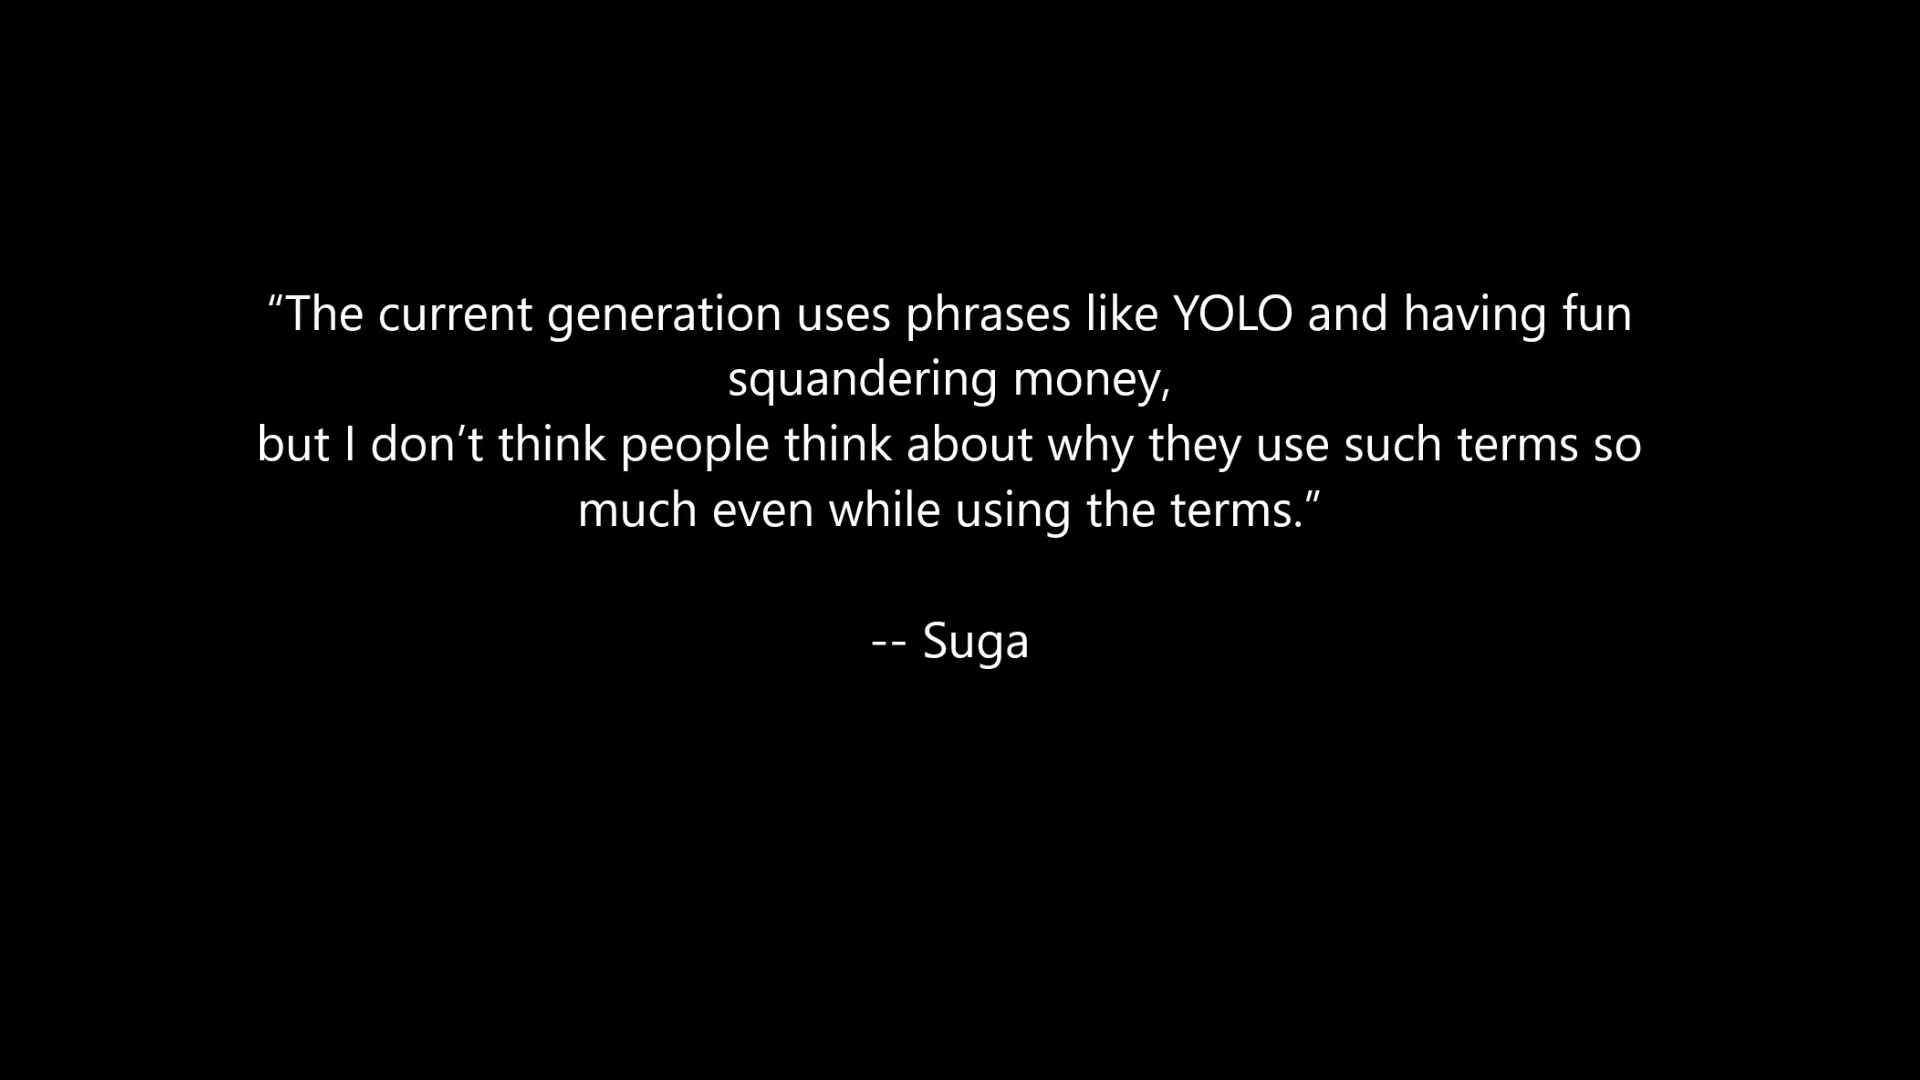 “The current generation uses phrases like YOLO and having fun
squandering money,
but I don’t think people think about why they use such terms so
much even while using the terms.”
-- Suga